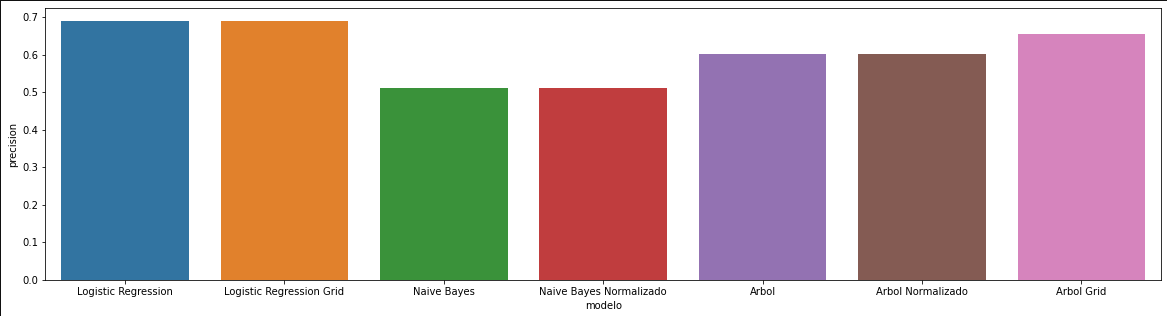 0.7
0.6
0.5
0.4
0.3
0.2
0.1
0.0
precision
Logistic Regression Logistic Regression Grid Naive Bayes Naive Bayes Normalizado Arbol Arbol Normalizado Arbol Grid
modelo